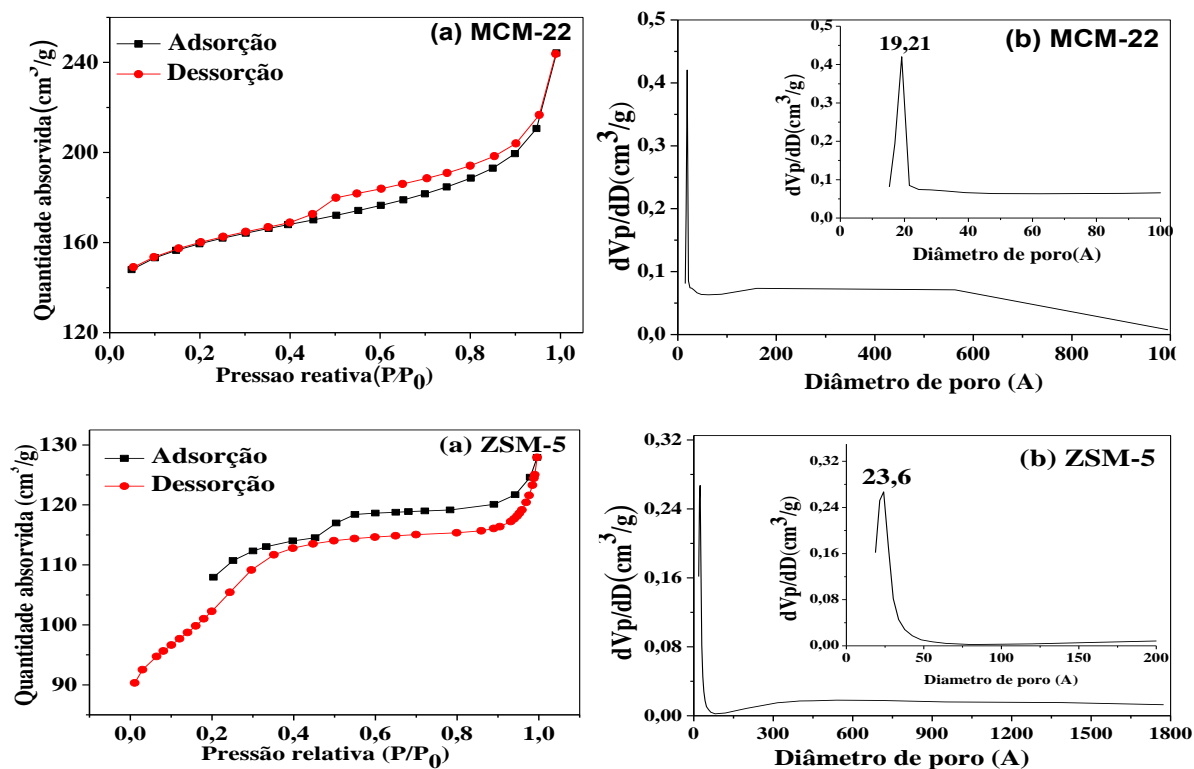 (a) MCM-22
Adsorção
Dessorção
Quantidade absorvida(cm³/g)
240
200
160
120
0,0 0,2 0,4 0,6 0,8 1,0
Pressao reativa(P/P0)
(b) MCM-22
dVp/dD(cm³/g)
0,5
0,4
0,3
0,2
0,1
0,0
0 200 400 600 800 100
Diâmetro de poro (A)
19,21
dVp/dD(cm³/g)
0,5
0,4
0,3
0,2
0,1
0,0
0 20 40 60 80 100
Diâmetro de poro(A)
(a) ZSM-5
Adsorção
Dessorção
Quantidade absorvida (cm³/g)
130
120
110
100
90
0,0 0,2 0,4 0,6 0,8 1,0
Pressão relativa (P/P0)
(b) ZSM-5
dVp/dD(cm³/g)
0,32
0,24
0,16
0,08
0,00
0 300 600 900 1200 1500 1800
Diâmetro de poro (A)
23,6
dVp/dD(cm³/g)
0,32
0,24
0,16
0,08
0,00
0 50 75 100 125 150 175 200
Diametro de poro (A)